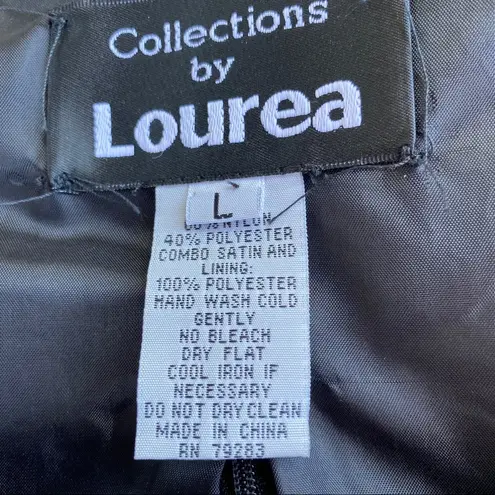 Collections
by
Lourea
L
60% NYLON
40% POLYESTER
COMBO SATIN AND
LINING:
100% POLYESTER
HAND WASH COLD
GENTLY
NO BLEACH
DRY FLAT
COOL IRON IF
NECESSARY
DO NOT DRY CLEAN
MADE IN CHINA
RN 79283